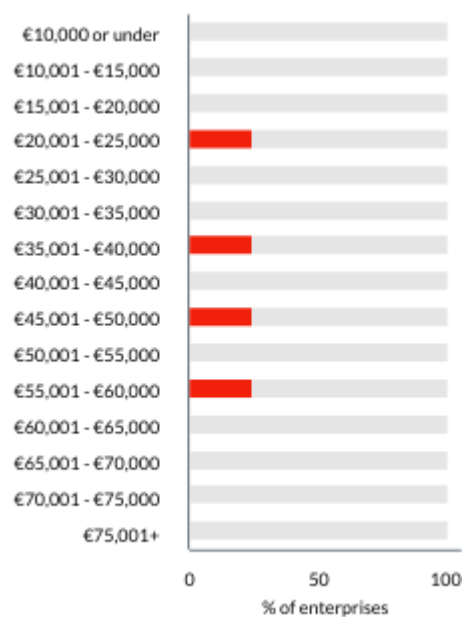 €10,000 or under
€10,001 - €15,000
€15,001 - €20,000
€20,001 - €25,000
€25,001 - €30,000
€30,001 - €35,000
€35,001 - €40,000
€40,001 - €45,000
€45,001 - €50,000
€50,001 - €55,000
€55,001 - €60,000
€60,001 - €65,000
€65,001 - €70,000
€70,001 - €75,000
€75,001+
0 50 100
% of enterprises